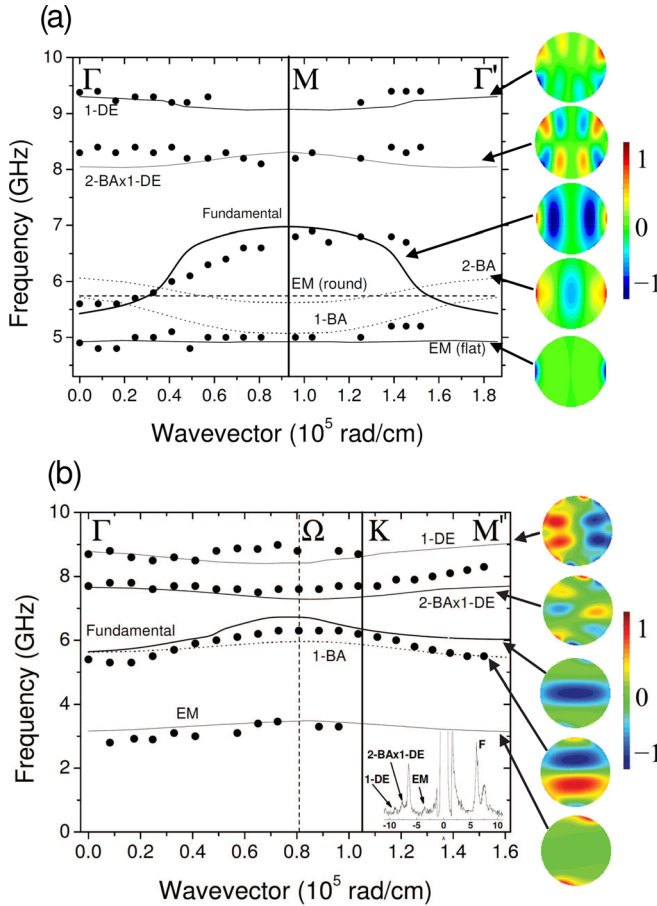 (a)
Γ M Γ'
10
9
8
7
6
5
Frequency (GHz)
1-DE
2-BAx1-DE
Fundamental
2-BA
EM (round)
1-BA
EM (flat)
0.0 0.2 0.4 0.6 0.8 1.0 1.2 1.4 1.6 1.8
Wavevector (10⁵ rad/cm)
1
0
−1
(b)
Γ Ω K M'
10
8
6
4
2
0
Frequency (GHz)
1-DE
2-BAx1-DE
Fundamental
1-BA
EM
2-BAx1-DE
1-DE
EM
F
-10 -5 0 5 10
0.0 0.2 0.4 0.6 0.8 1.0 1.2 1.4 1.6
Wavevector (10⁵ rad/cm)
1
0
−1